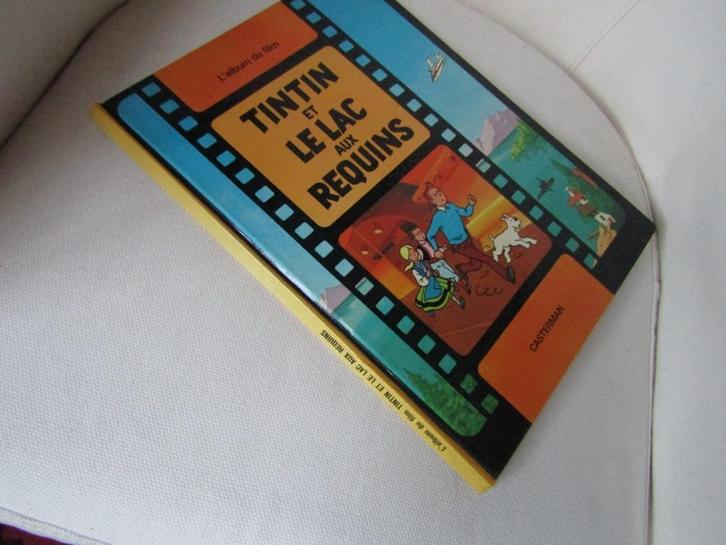 L'album du film
TINTIN
ET
LE LAC
AUX
REQUINS
CASTERMAN
L'album du film TINTIN ET LE LAC AUX REQUINS